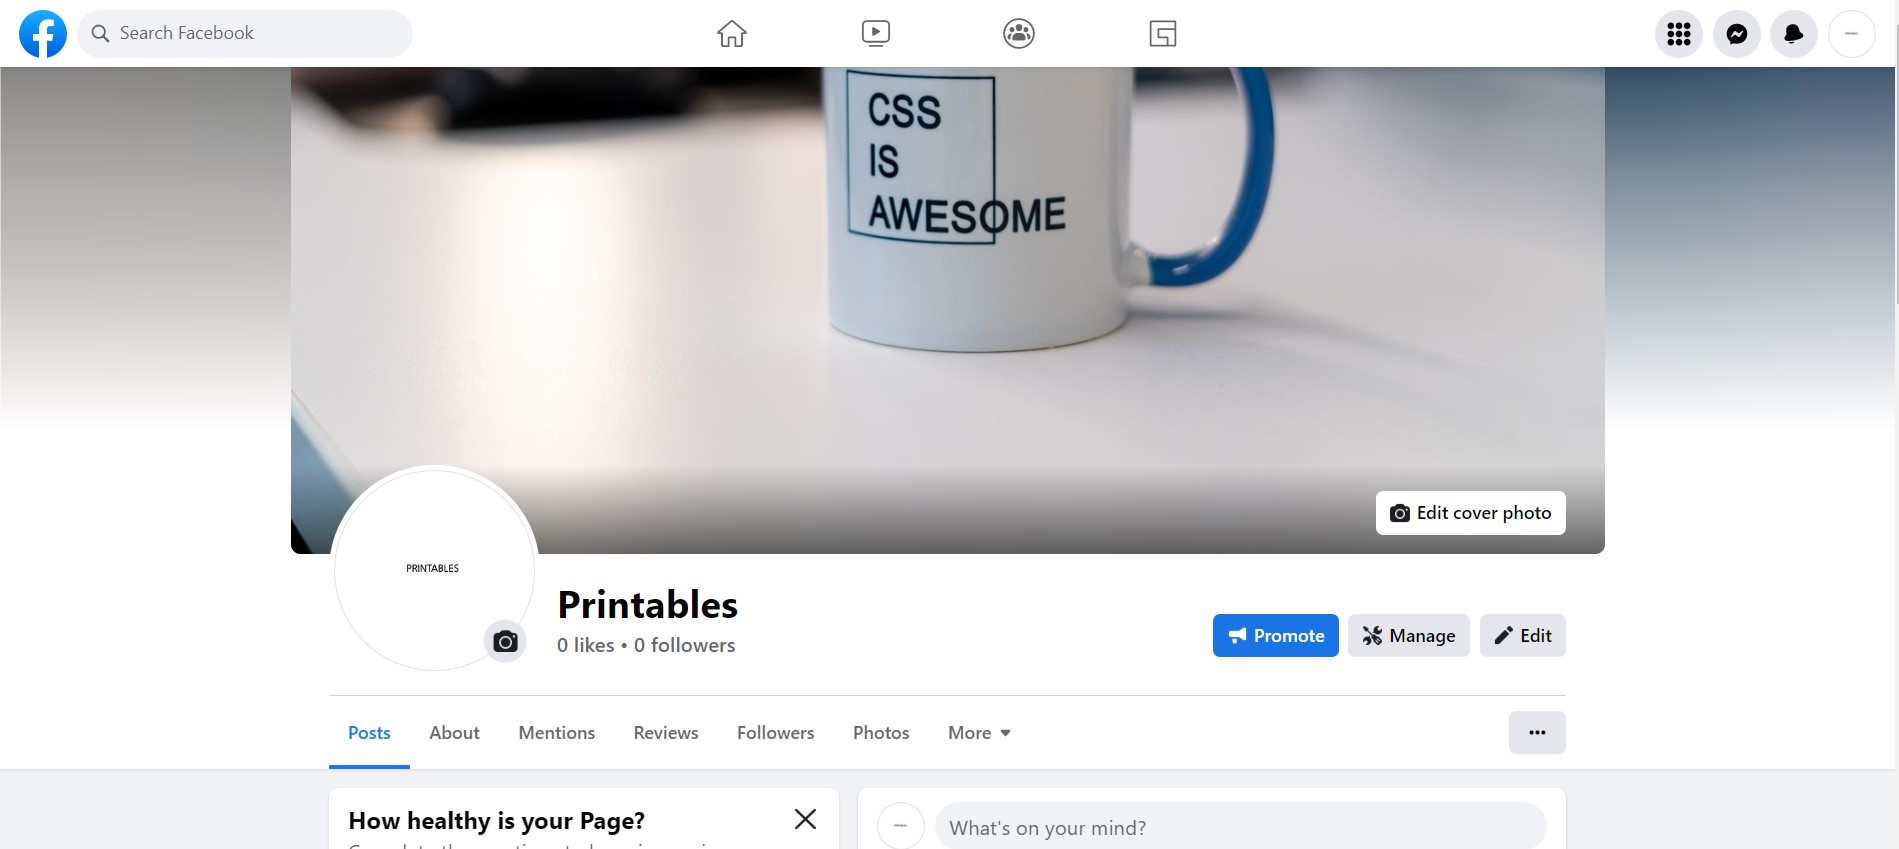 Search Facebook
CSS
IS
AWESOME
Edit cover photo
PRINTABLES
Printables
0 likes • 0 followers
Promote
Manage
Edit
Posts
About
Mentions
Reviews
Followers
Photos
More
How healthy is your Page?
What's on your mind?